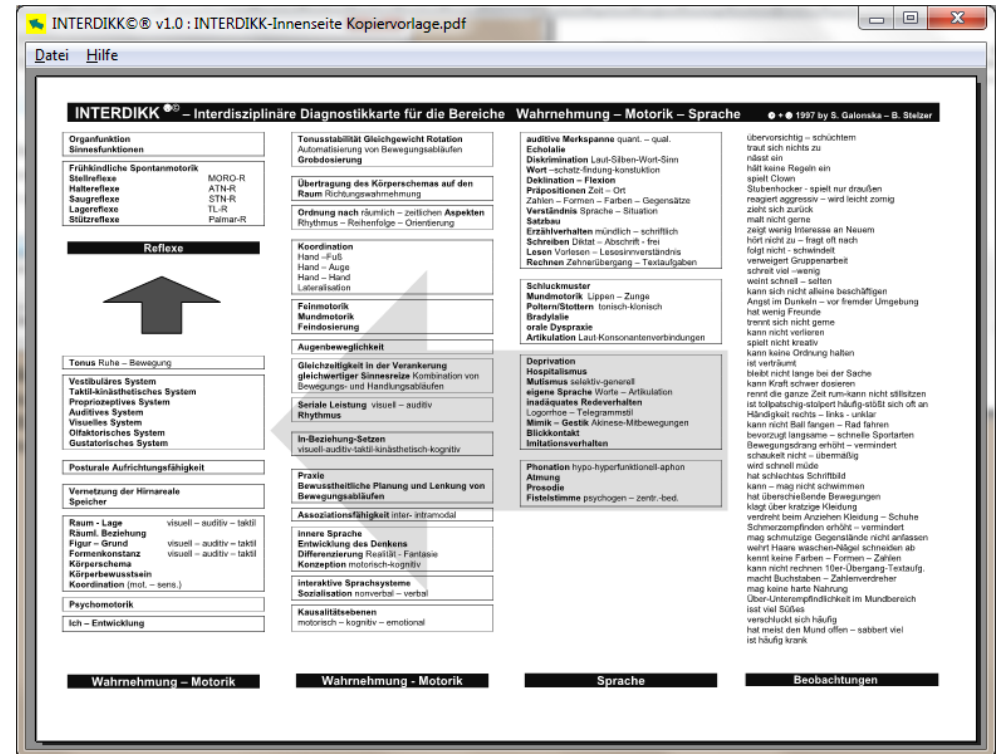 INTERDIKK©® v1.0 : INTERDIKK-Innenseite Kopiervorlage.pdf
Datei Hilfe
INTERDIKK ®© – Interdisziplinäre Diagnostikkarte für die Bereiche Wahrnehmung – Motorik – Sprache ® + © 1997 by S. Galonska – B. Stelzer
Organfunktion
Sinnesfunktionen
Frühkindliche Spontanmotorik
Stellreflexe MORO-R
Haltereflexe ATN-R
Saugreflexe STN-R
Lagereflexe TL-R
Stützreflexe Palmar-R
Reflexe
Tonus Ruhe – Bewegung
Vestibuläres System
Taktil-kinästhetisches System
Propriozeptives System
Auditives System
Visuelles System
Olfaktorisches System
Gustatorisches System
Posturale Aufrichtungsfähigkeit
Vernetzung der Hirnareale
Speicher
Raum - Lage visuell – auditiv – taktil
Räuml. Beziehung
Figur – Grund visuell – auditiv – taktil
Formenkonstanz visuell – auditiv – taktil
Körperschema
Körperbewusstsein
Koordination (mot. – sens.)
Psychomotorik
Ich – Entwicklung
Wahrnehmung – Motorik
Tonusstabilität Gleichgewicht Rotation
Automatisierung von Bewegungsabläufen
Grobdosierung
Übertragung des Körperschemas auf den
Raum Richtungswahrnehmung
Ordnung nach räumlich – zeitlichen Aspekten
Rhythmus – Reihenfolge – Orientierung
Koordination
Hand –Fuß
Hand – Auge
Hand – Hand
Lateralisation
Feinmotorik
Mundmotorik
Feindosierung
Augenbeweglichkeit
Gleichzeitigkeit in der Verankerung
gleichwertiger Sinnesreize Kombination von
Bewegungs- und Handlungsabläufen
Seriale Leistung visuell – auditiv
Rhythmus
In-Beziehung-Setzen
visuell-auditiv-taktil-kinästhetisch-kognitiv
Praxie
Bewusstheitliche Planung und Lenkung von
Bewegungsabläufen
Assoziationsfähigkeit inter- intramodal
innere Sprache
Entwicklung des Denkens
Differenzierung Realität - Fantasie
Konzeption motorisch-kognitiv
interaktive Sprachsysteme
Sozialisation nonverbal – verbal
Kausalitätsebenen
motorisch – kognitiv – emotional
Wahrnehmung - Motorik
auditive Merkspanne quant. – qual.
Echolalie
Diskrimination Laut-Silben-Wort-Sinn
Wort –schatz-findung-konstuktion
Deklination – Flexion
Präpositionen Zeit – Ort
Zahlen – Formen – Farben – Gegensätze
Verständnis Sprache – Situation
Satzbau
Erzählverhalten mündlich – schriftlich
Schreiben Diktat – Abschrift - frei
Lesen Vorlesen – Lesesinnverständnis
Rechnen Zehnerübergang – Textaufgaben
Schluckmuster
Mundmotorik Lippen – Zunge
Poltern/Stottern tonisch-klonisch
Bradylalie
orale Dyspraxie
Artikulation Laut-Konsonantenverbindungen
Deprivation
Hospitalismus
Mutismus selektiv-generell
eigene Sprache Worte – Artikulation
inadäquates Redeverhalten
Logorrhoe – Telegrammstil
Mimik – Gestik Akinese-Mitbewegungen
Blickkontakt
Imitationsverhalten
Phonation hypo-hyperfunktionell-aphon
Atmung
Prosodie
Fistelstimme psychogen – zentr.-bed.
Sprache
übervorsichtig – schüchtern
traut sich nichts zu
nässt ein
hält keine Regeln ein
spielt Clown
Stubenhocker - spielt nur draußen
reagiert aggressiv – wird leicht zornig
zieht sich zurück
malt nicht gerne
zeigt wenig Interesse an Neuem
hört nicht zu – fragt oft nach
folgt nicht - schwindelt
verweigert Gruppenarbeit
schreit viel –wenig
weint schnell – selten
kann sich nicht alleine beschäftigen
Angst im Dunkeln – vor fremder Umgebung
hat wenig Freunde
trennt sich nicht gerne
kann nicht verlieren
spielt nicht kreativ
kann keine Ordnung halten
ist verträumt
bleibt nicht lange bei der Sache
kann Kraft schwer dosieren
rennt die ganze Zeit rum-kann nicht stillsitzen
ist tollpatschig-stolpert häufig-stößt sich oft an
Händigkeit rechts – links - unklar
kann nicht Ball fangen – Rad fahren
bevorzugt langsame – schnelle Sportarten
Bewegungsdrang erhöht – vermindert
schaukelt nicht – übermäßig
wird schnell müde
hat schlechtes Schriftbild
kann – mag nicht schwimmen
hat überschießende Bewegungen
klagt über kratzige Kleidung
verdreht beim Anziehen Kleidung – Schuhe
Schmerzempfinden erhöht – vermindert
mag schmutzige Gegenstände nicht anfassen
wehrt Haare waschen-Nägel schneiden ab
kennt keine Farben – Formen – Zahlen
kann nicht rechnen 10er-Übergang-Textaufg.
macht Buchstaben – Zahlenverdreher
mag keine harte Nahrung
Über-Unterempfindlichkeit im Mundbereich
isst viel Süßes
verschluckt sich häufig
hat meist den Mund offen – sabbert viel
ist häufig krank
Beobachtungen